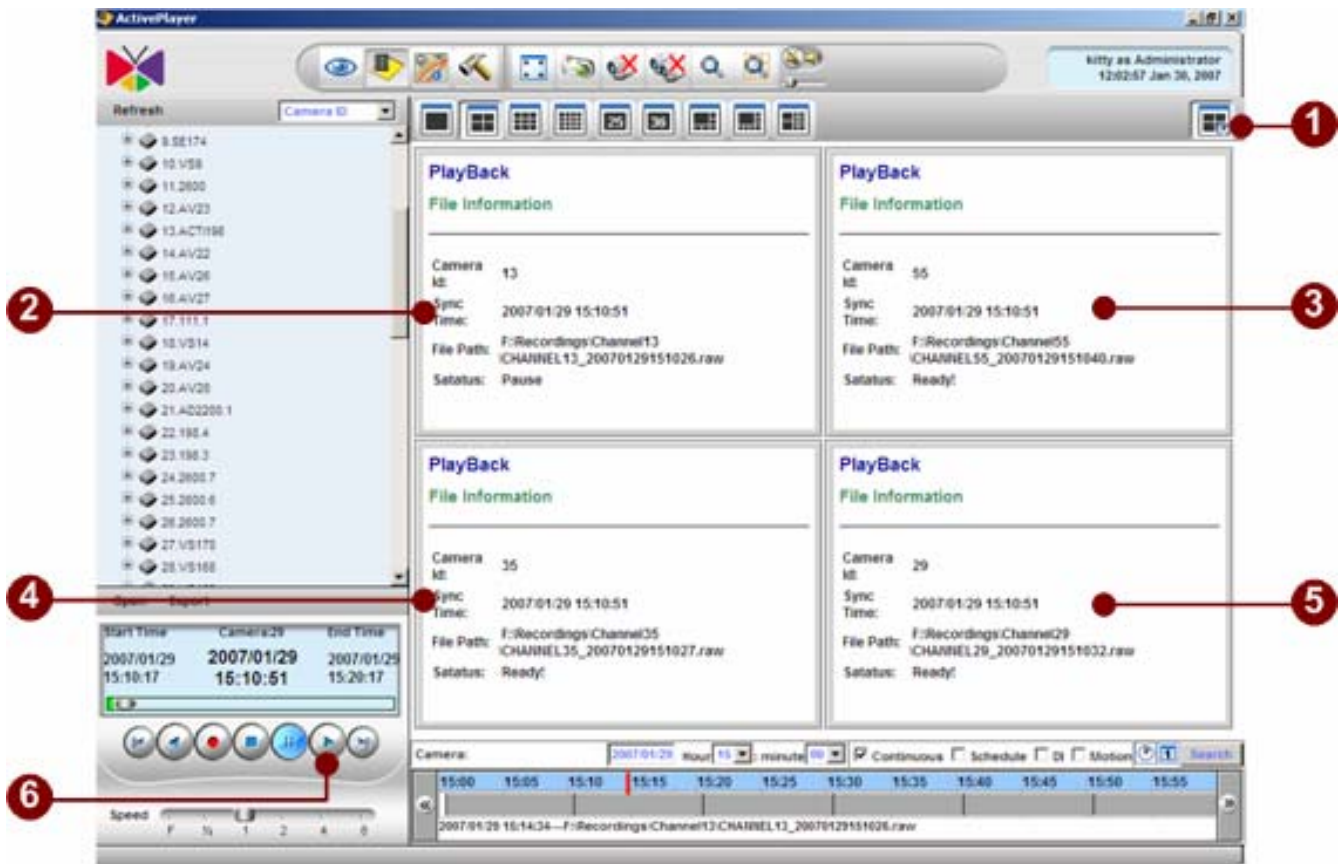 ActivePlayer
kitty as Administrator
12:02:57 Jan 30, 2007
Refresh Camera ID
25 36
1
9.SE174
10.VS8
11.2600
12.AV23
13.ACTI198
14.AV22
15.AV26
16.AV27
17.111.1
18.VS14
19.AV24
20.AV28
21.AD2200.1
22.198.4
23.198.3
24.2600.7
25.2600.6
26.2600.7
27.VS170
28.VS168
PlayBack
File Information
Camera Id: 13
Sync Time: 2007/01/29 15:10:51
File Path: F:\Recordings\Channel13
\CHANNEL13_20070129151026.raw
Satatus: Pause
2
PlayBack
File Information
Camera Id: 55
Sync Time: 2007/01/29 15:10:51
File Path: F:\Recordings\Channel55
\CHANNEL55_20070129151040.raw
Satatus: Ready!
3
PlayBack
File Information
Camera Id: 35
Sync Time: 2007/01/29 15:10:51
File Path: F:\Recordings\Channel35
\CHANNEL35_20070129151027.raw
Satatus: Ready!
4
PlayBack
File Information
Camera Id: 29
Sync Time: 2007/01/29 15:10:51
File Path: F:\Recordings\Channel29
\CHANNEL29_20070129151032.raw
Satatus: Ready!
5
Open Export
Start Time Camera:29 End Time
2007/01/29 2007/01/29 2007/01/29
15:10:17 15:10:51 15:20:17
6
Speed
F ½ 1 2 4 8
Camera: 2007/01/29 Hour 15 : minute 00 Continuous Schedule DI Motion Search
15:00 15:05 15:10 15:15 15:20 15:25 15:30 15:35 15:40 15:45 15:50 15:55
2007/01/29 15:14:34---F:\Recordings\Channel13\CHANNEL13_20070129151026.raw